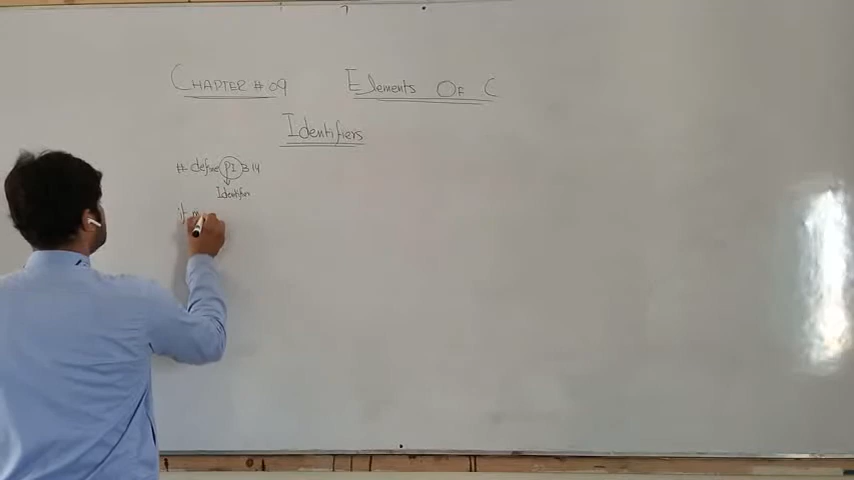 CHAPTER # 09 Elements Of C
Identifiers
# define PI 3.14
Identifier